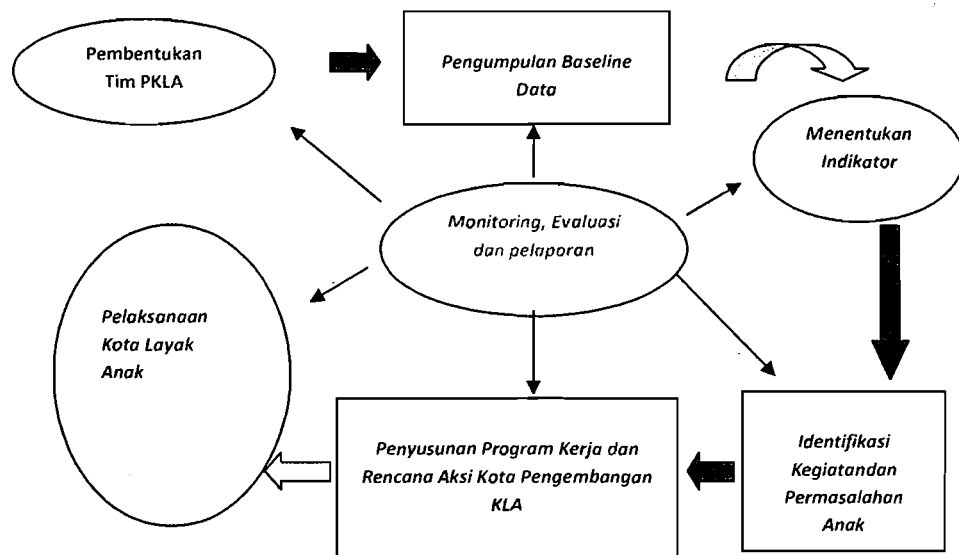 Pembentukan
Tim PKLA
Pengumpulan Baseline
Data
Menentukan
Indikator
Monitoring, Evaluasi
dan pelaporan
Pelaksanaan
Kota Layak
Anak
Penyusunan Program Kerja dan
Rencana Aksi Kota Pengembangan
KLA
Identifikasi
Kegiatandan
Permasalahan
Anak